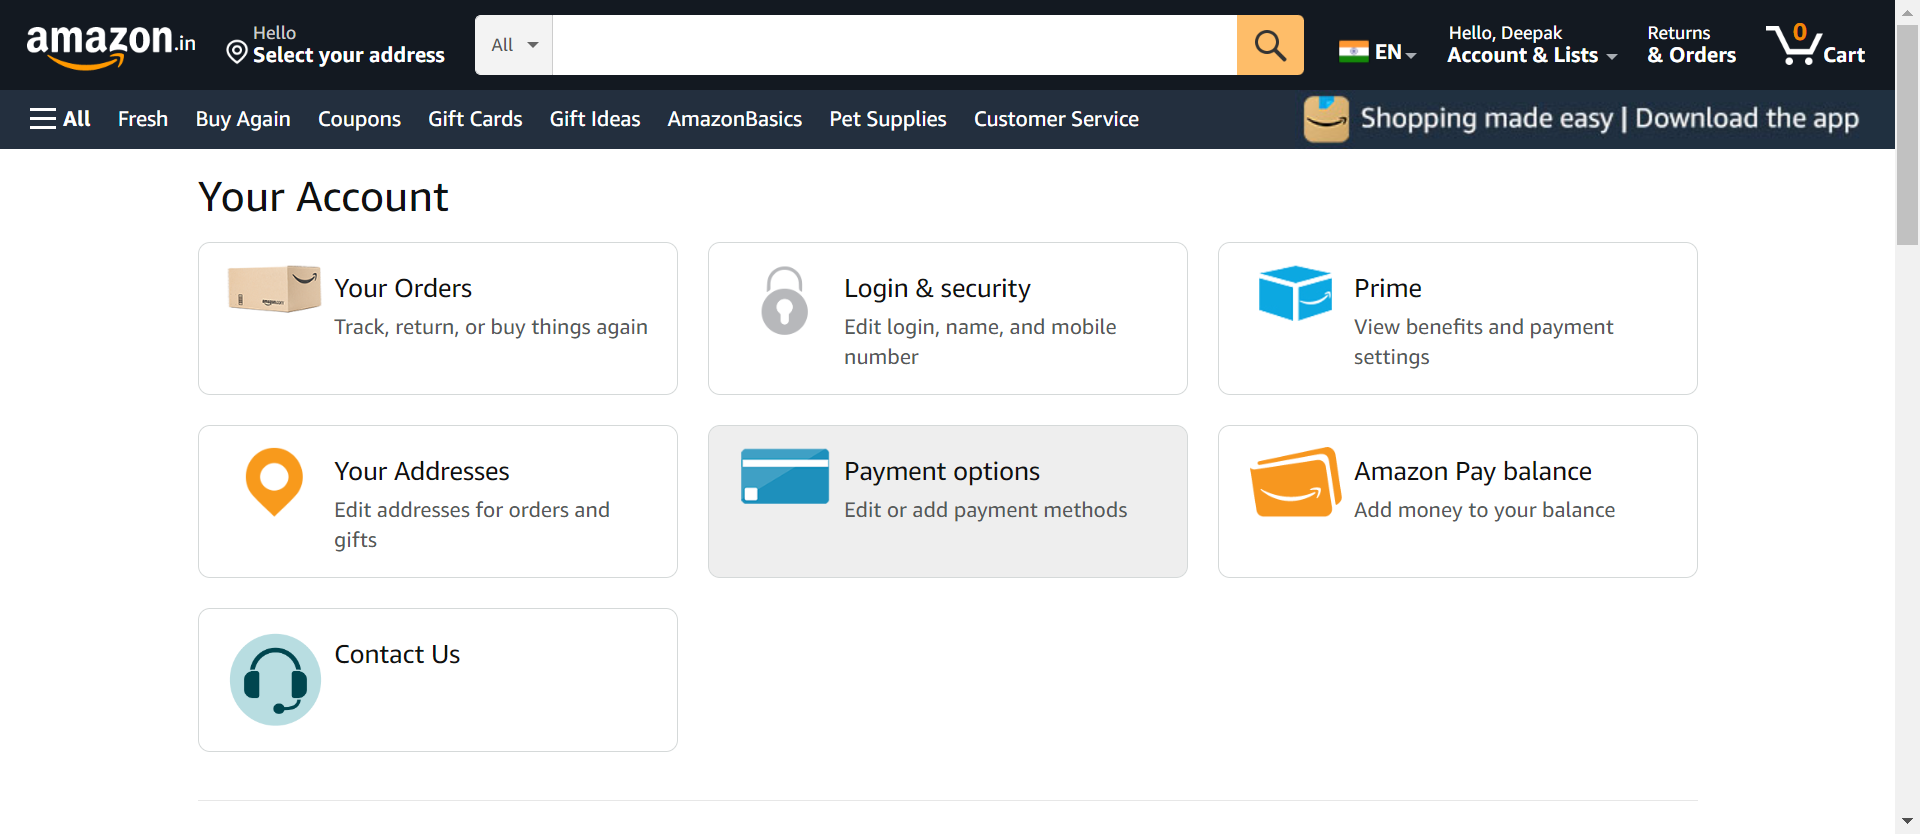 amazon.in
Hello
Select your address
All
EN
Hello, Deepak
Account & Lists
Returns
& Orders
0
Cart
All Fresh Buy Again Coupons Gift Cards Gift Ideas AmazonBasics Pet Supplies Customer Service
Shopping made easy | Download the app
Your Account
Your Orders
Track, return, or buy things again
Login & security
Edit login, name, and mobile
number
Prime
View benefits and payment
settings
Your Addresses
Edit addresses for orders and
gifts
Payment options
Edit or add payment methods
Amazon Pay balance
Add money to your balance
Contact Us